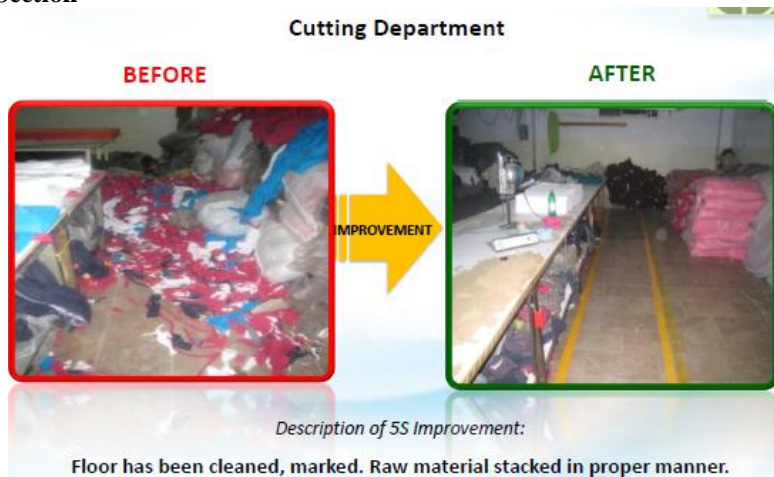 Section
Cutting Department
BEFORE
AFTER
IMPROVEMENT
Description of 5S Improvement:
Floor has been cleaned, marked. Raw material stacked in proper manner.